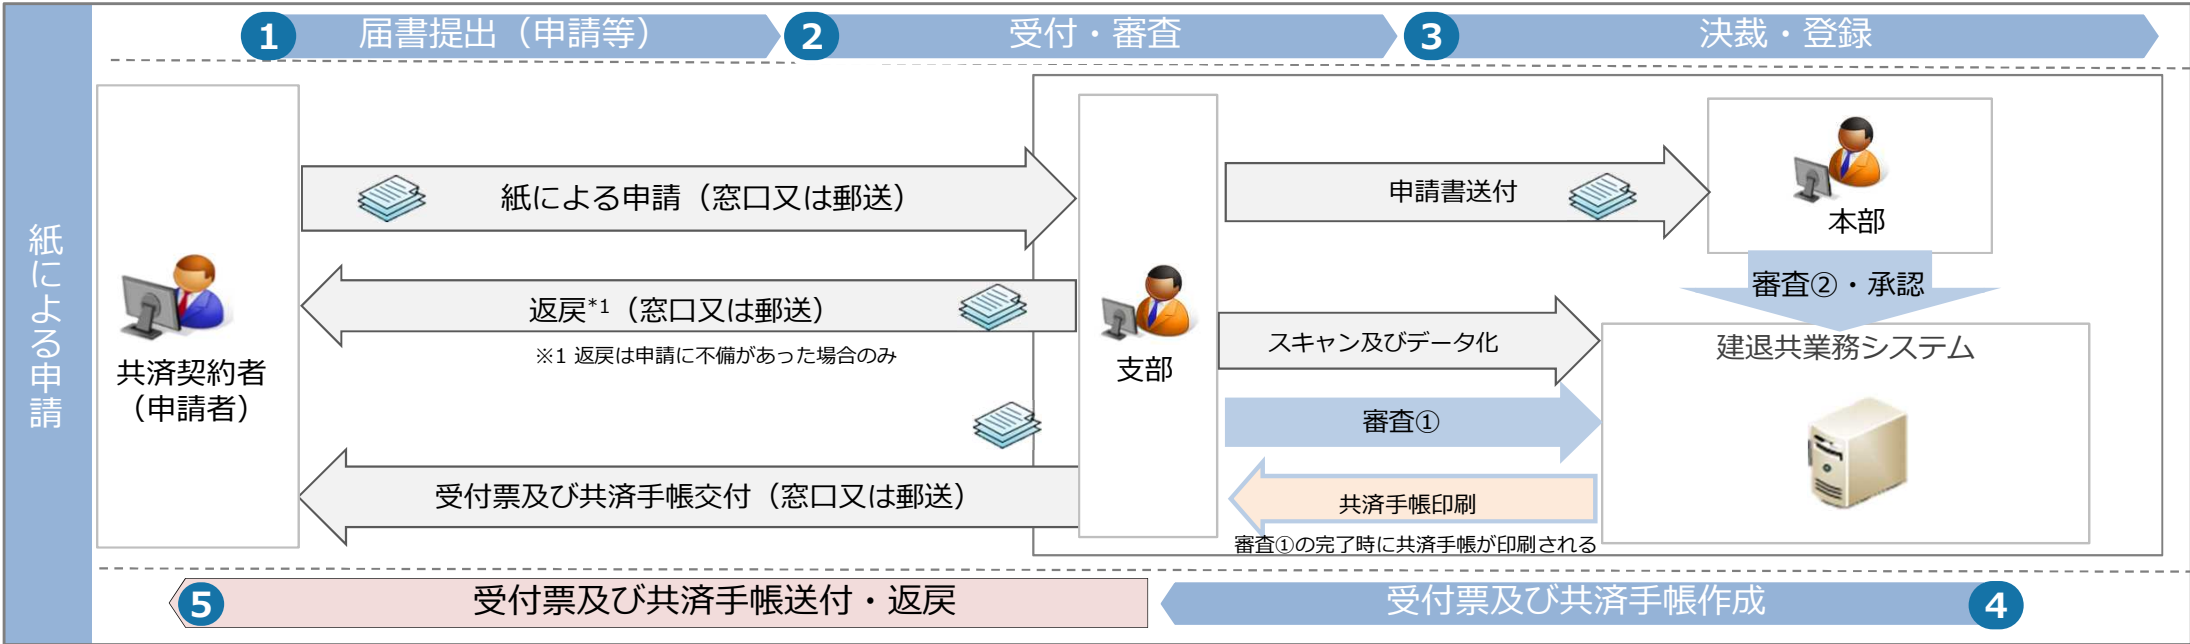 1 届書提出（申請等）
2 受付・審査
3 決裁・登録
紙による申請
共済契約者
（申請者）
紙による申請（窓口又は郵送）
返戻*1（窓口又は郵送）
※1 返戻は申請に不備があった場合のみ
受付票及び共済手帳交付（窓口又は郵送）
支部
申請書送付
本部
審査②・承認
スキャン及びデータ化
建退共業務システム
審査①
共済手帳印刷
審査①の完了時に共済手帳が印刷される
5 受付票及び共済手帳送付・返戻
受付票及び共済手帳作成 4